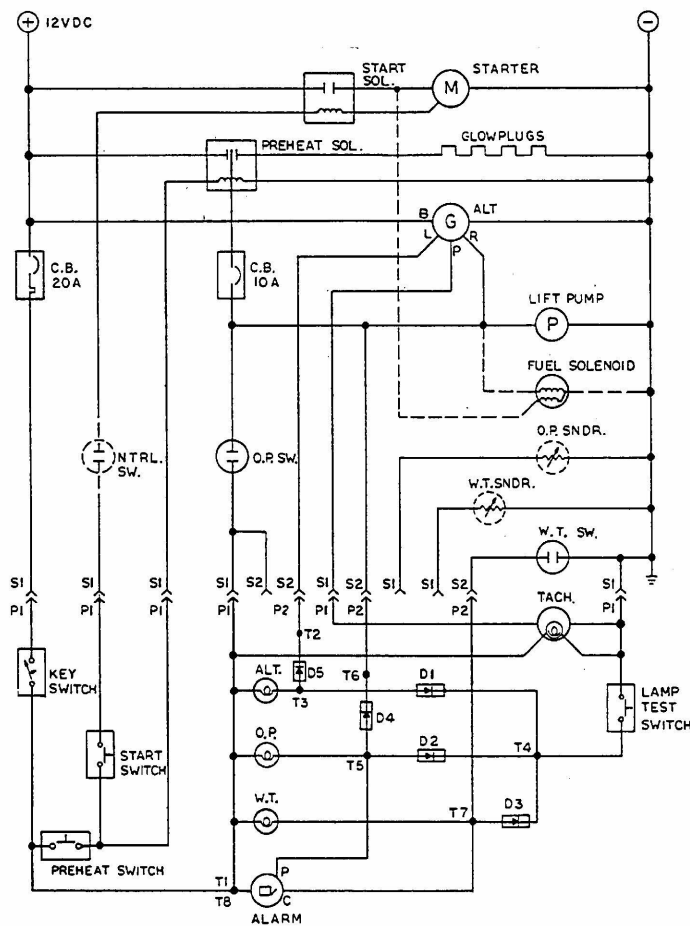 + 12VDC −
START SOL.
STARTER
M
PREHEAT SOL.
GLOWPLUGS
B G ALT
L P R
C.B. 20A
C.B. 10A
LIFT PUMP
P
FUEL SOLENOID
O.P. SNDR.
NTRL. SW.
O.P. SW.
W.T. SNDR.
W.T. SW.
S1 S1 S1 S1 S2 S2 S1 S2 S1 S1 S2 S1
P1 P1 P1 P1 P2 P1 P2 P2 P1
TACH.
T2
KEY SWITCH
ALT. D5 T6 D1
T3
LAMP TEST SWITCH
D4
START SWITCH
O.P. D2 T4
T5
W.T. T7 D3
PREHEAT SWITCH
P
T1 C
T8
ALARM